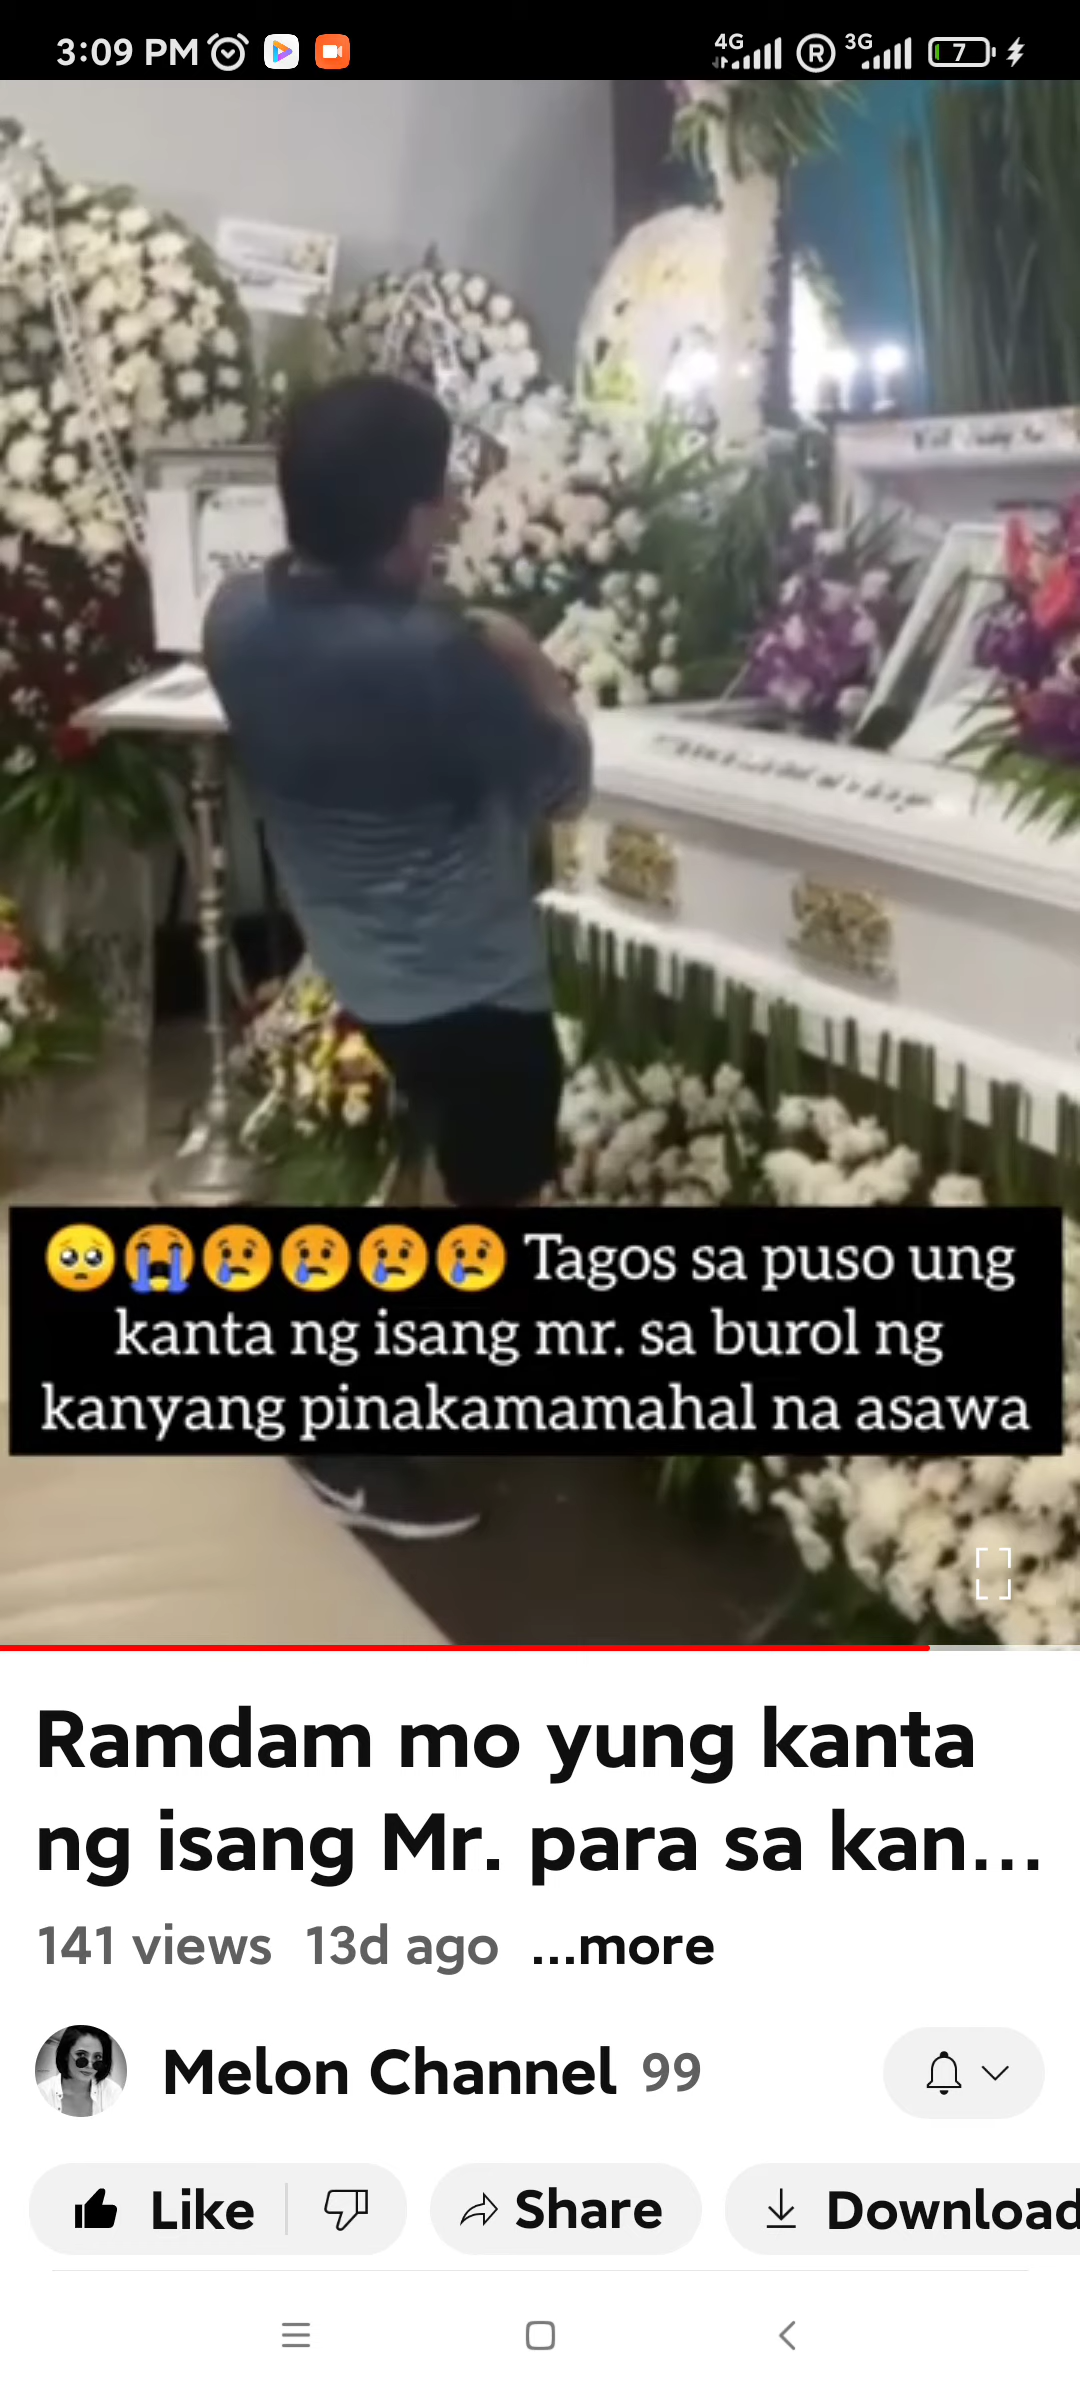 3:09 PM
4G
R
3G
7
🥺😭😢😢😢😢 Tagos sa puso ung
kanta ng isang mr. sa burol ng
kanyang pinakamamahal na asawa
Ramdam mo yung kanta
ng isang Mr. para sa kan...
141 views 13d ago ...more
Melon Channel 99
Like
Share
Download